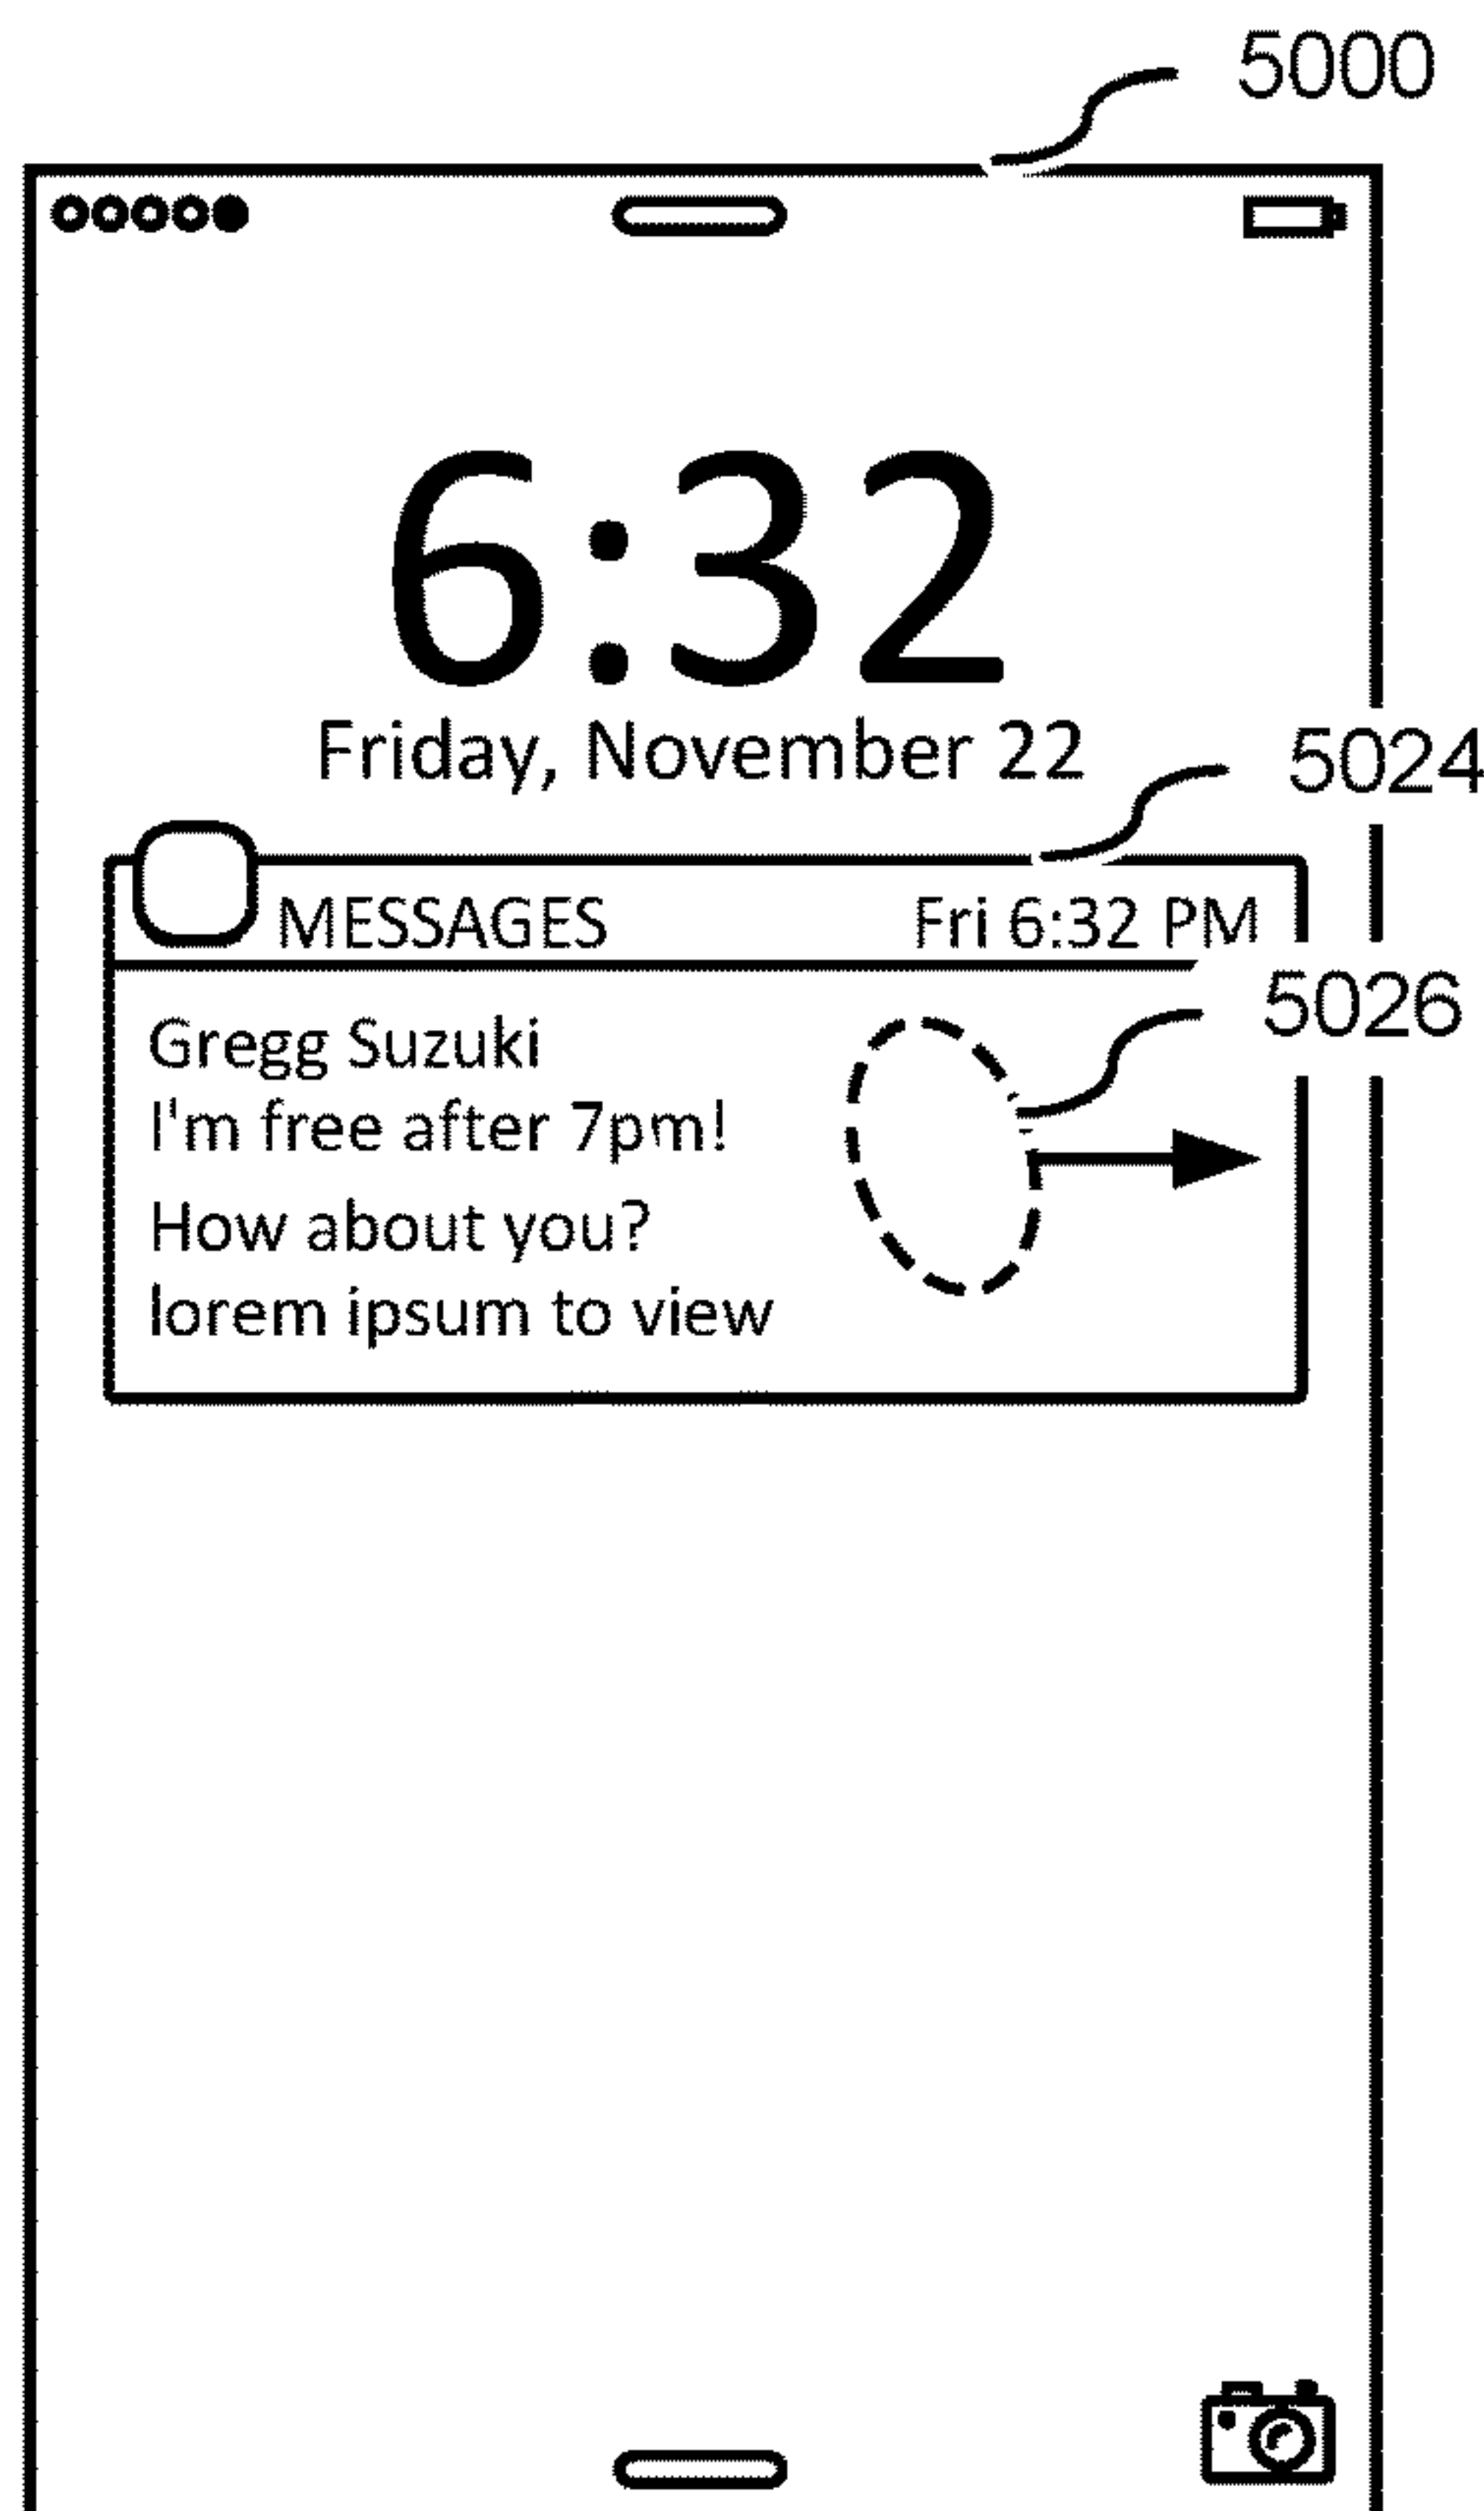 5000
6:32
Friday, November 22
5024
MESSAGES Fri 6:32 PM
5026
Gregg Suzuki
I'm free after 7pm!
How about you?
lorem ipsum to view